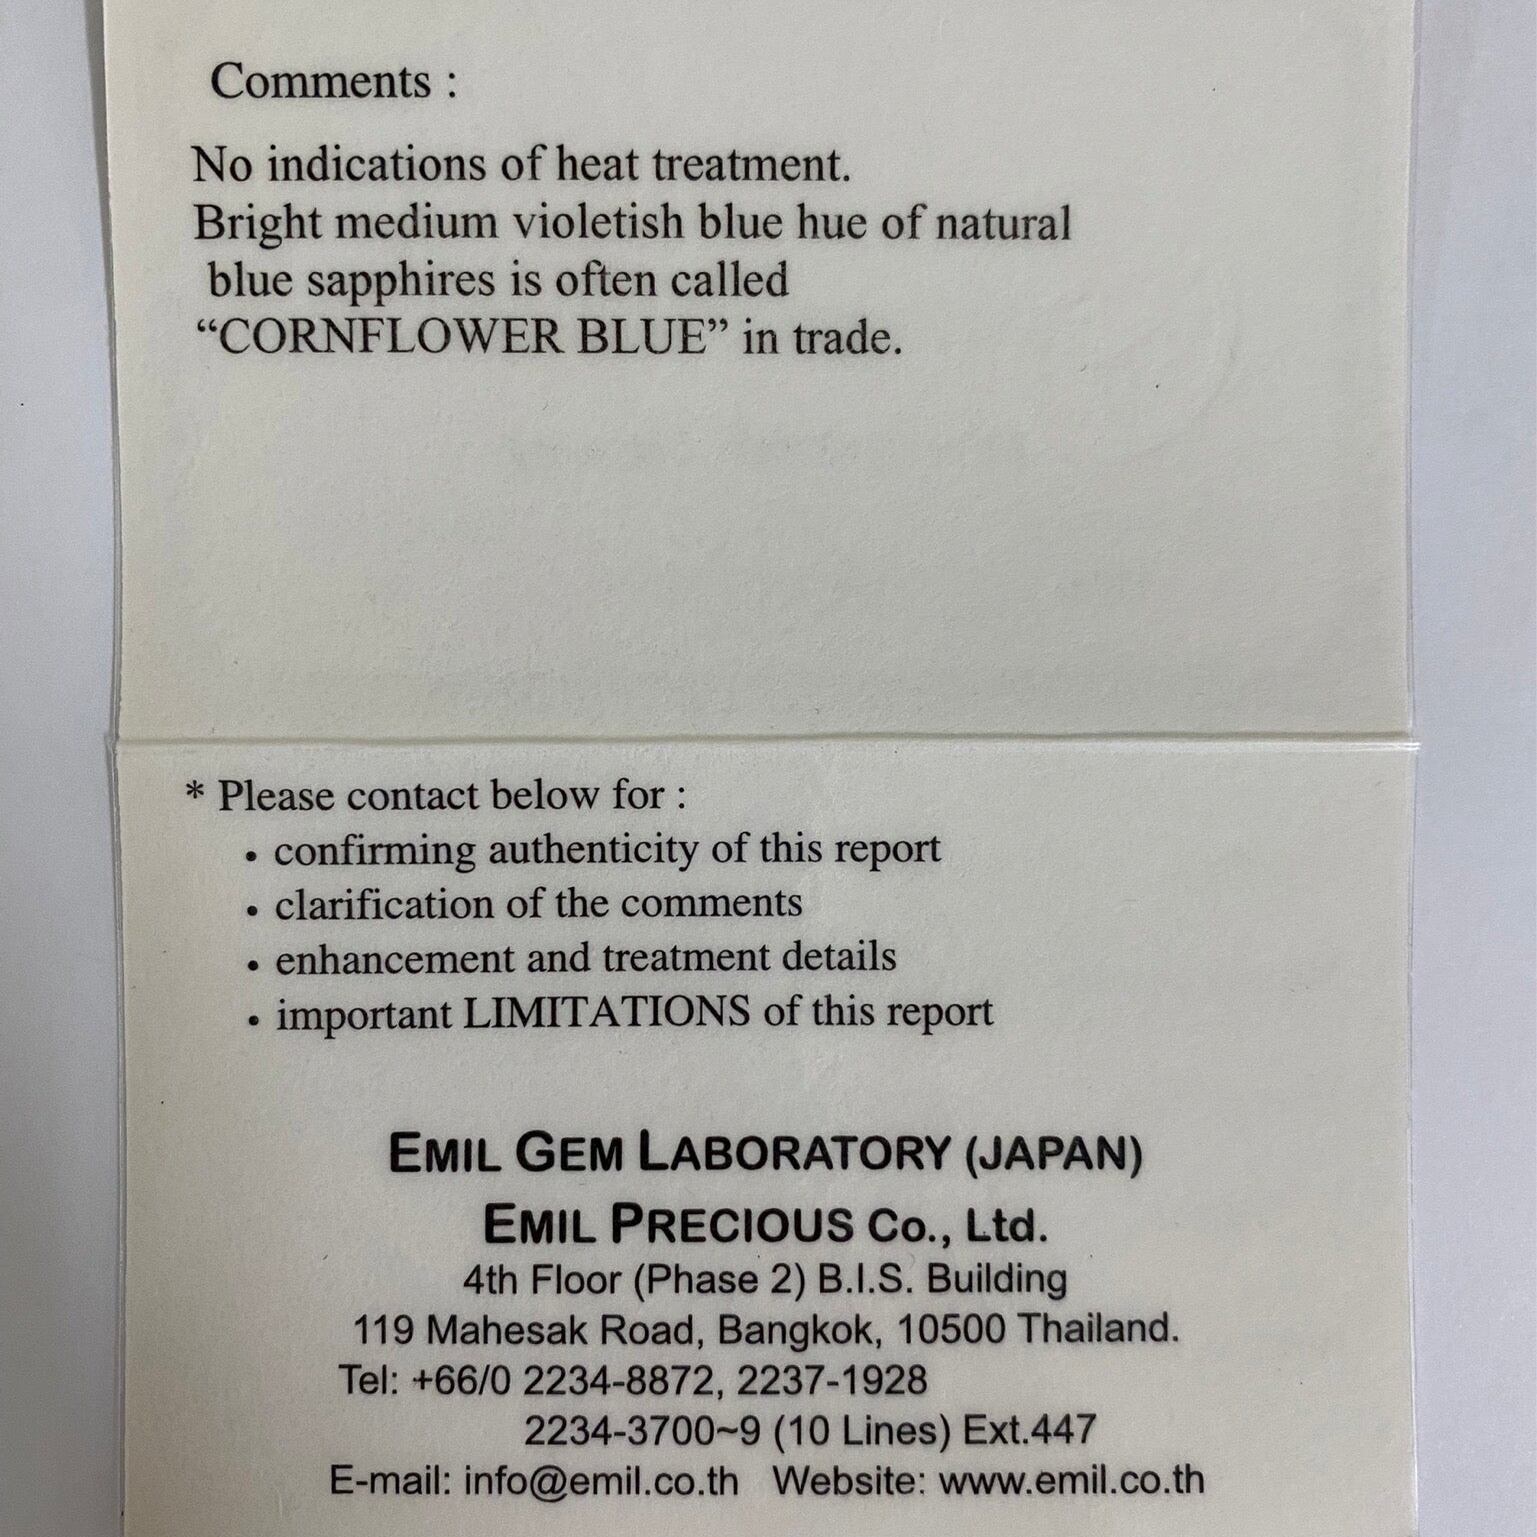 Comments :
No indications of heat treatment.
Bright medium violetish blue hue of natural
blue sapphires is often called
“CORNFLOWER BLUE” in trade.
* Please contact below for :
• confirming authenticity of this report
• clarification of the comments
• enhancement and treatment details
• important LIMITATIONS of this report
EMIL GEM LABORATORY (JAPAN)
EMIL PRECIOUS Co., Ltd.
4th Floor (Phase 2) B.I.S. Building
119 Mahesak Road, Bangkok, 10500 Thailand.
Tel: +66/0 2234-8872, 2237-1928
2234-3700~9 (10 Lines) Ext.447
E-mail: info@emil.co.th Website: www.emil.co.th